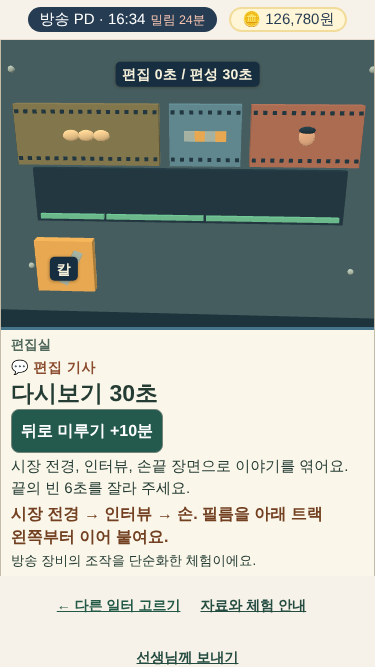 방송 PD · 16:34 밀림 24분
126,780원
편집 0초 / 편성 30초
칼
편집실
편집 기사
다시보기 30초
뒤로 미루기 +10분
시장 전경, 인터뷰, 손끝 장면으로 이야기를 엮어요.
끝의 빈 6초를 잘라 주세요.
시장 전경 → 인터뷰 → 손. 필름을 아래 트랙
왼쪽부터 이어 붙여요.
방송 장비의 조작을 단순화한 체험이에요.
← 다른 일터 고르기
자료와 체험 안내
선생님께 보내기